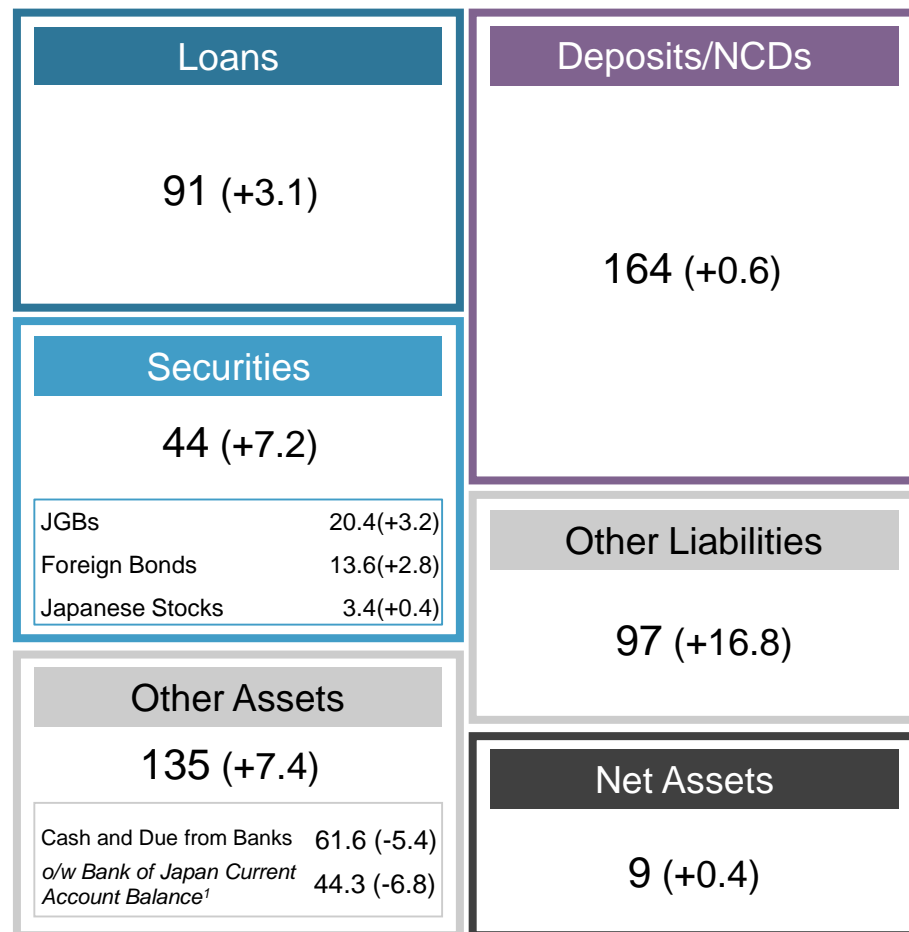 Loans
91 (+3.1)
Securities
44 (+7.2)
JGBs 20.4(+3.2)
Foreign Bonds 13.6(+2.8)
Japanese Stocks 3.4(+0.4)
Other Assets
135 (+7.4)
Cash and Due from Banks 61.6 (-5.4)
o/w Bank of Japan Current
Account Balance¹ 44.3 (-6.8)
Deposits/NCDs
164 (+0.6)
Other Liabilities
97 (+16.8)
Net Assets
9 (+0.4)